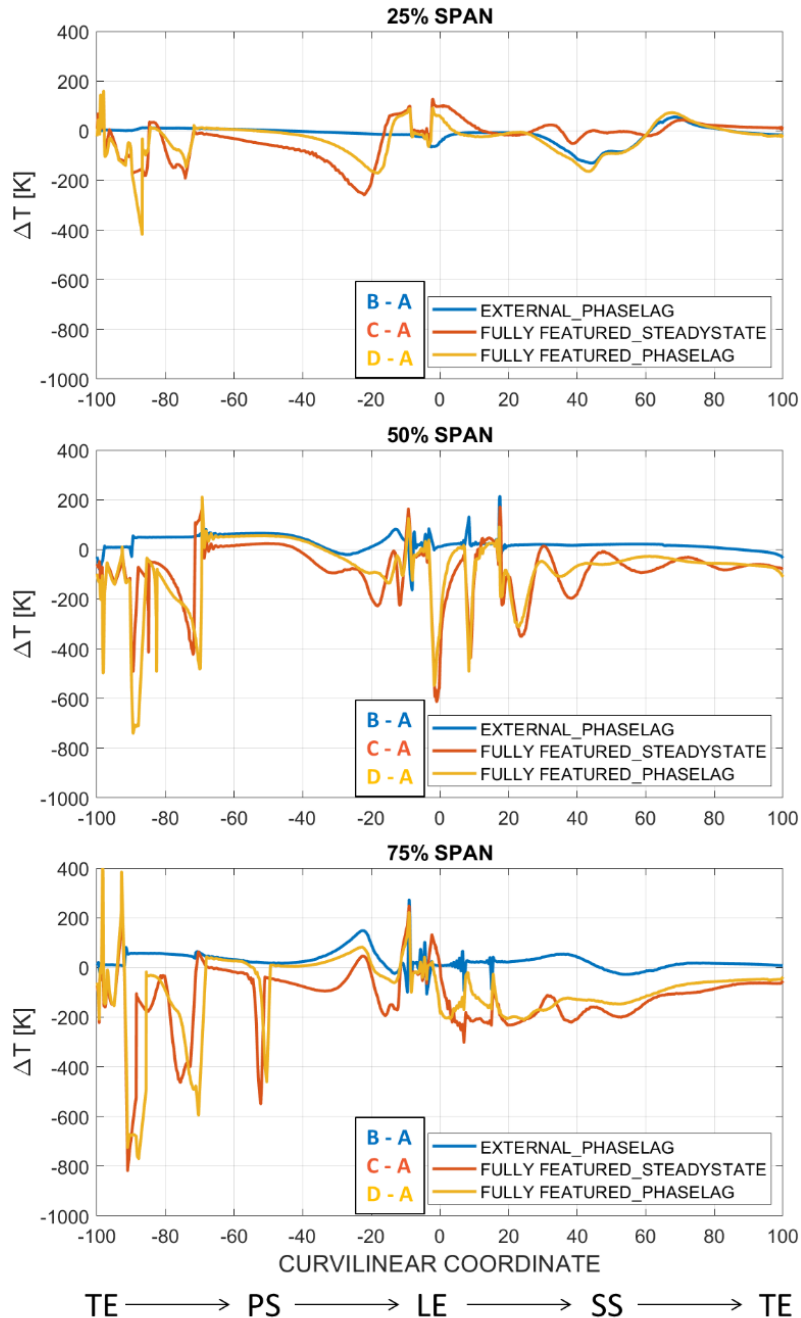 25% SPAN
400
200
0
-200
-400
-600
-800
-1000
ΔT [K]
B - A
C - A
D - A
EXTERNAL_PHASELAG
FULLY FEATURED_STEADYSTATE
FULLY FEATURED_PHASELAG
-100 -80 -60 -40 -20 0 20 40 60 80 100
50% SPAN
400
200
0
-200
-400
-600
-800
-1000
ΔT [K]
B - A
C - A
D - A
EXTERNAL_PHASELAG
FULLY FEATURED_STEADYSTATE
FULLY FEATURED_PHASELAG
-100 -80 -60 -40 -20 0 20 40 60 80 100
75% SPAN
400
200
0
-200
-400
-600
-800
-1000
ΔT [K]
B - A
C - A
D - A
EXTERNAL_PHASELAG
FULLY FEATURED_STEADYSTATE
FULLY FEATURED_PHASELAG
-100 -80 -60 -40 -20 0 20 40 60 80 100
CURVILINEAR COORDINATE
TE → PS → LE → SS → TE